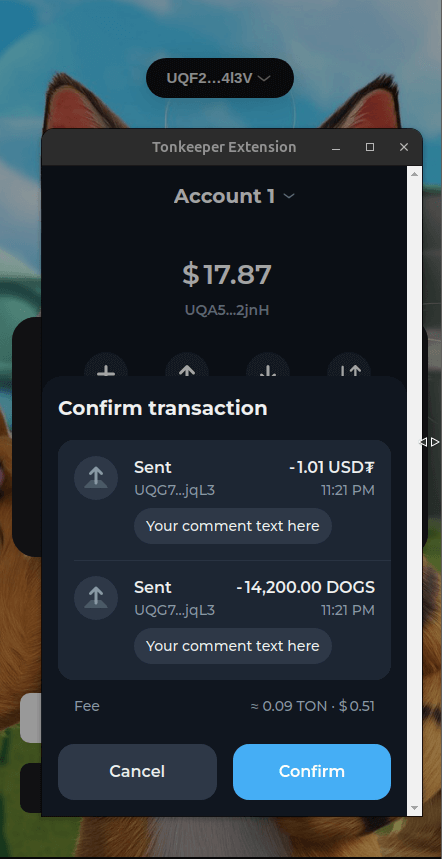 UQF2...4l3V
Tonkeeper Extension
Account 1
$17.87
UQA5...2jnH
Confirm transaction
Sent -1.01 USD₮
UQG7...jqL3 11:21 PM
Your comment text here
Sent -14,200.00 DOGS
UQG7...jqL3 11:21 PM
Your comment text here
Fee ≈ 0.09 TON · $0.51
Cancel Confirm